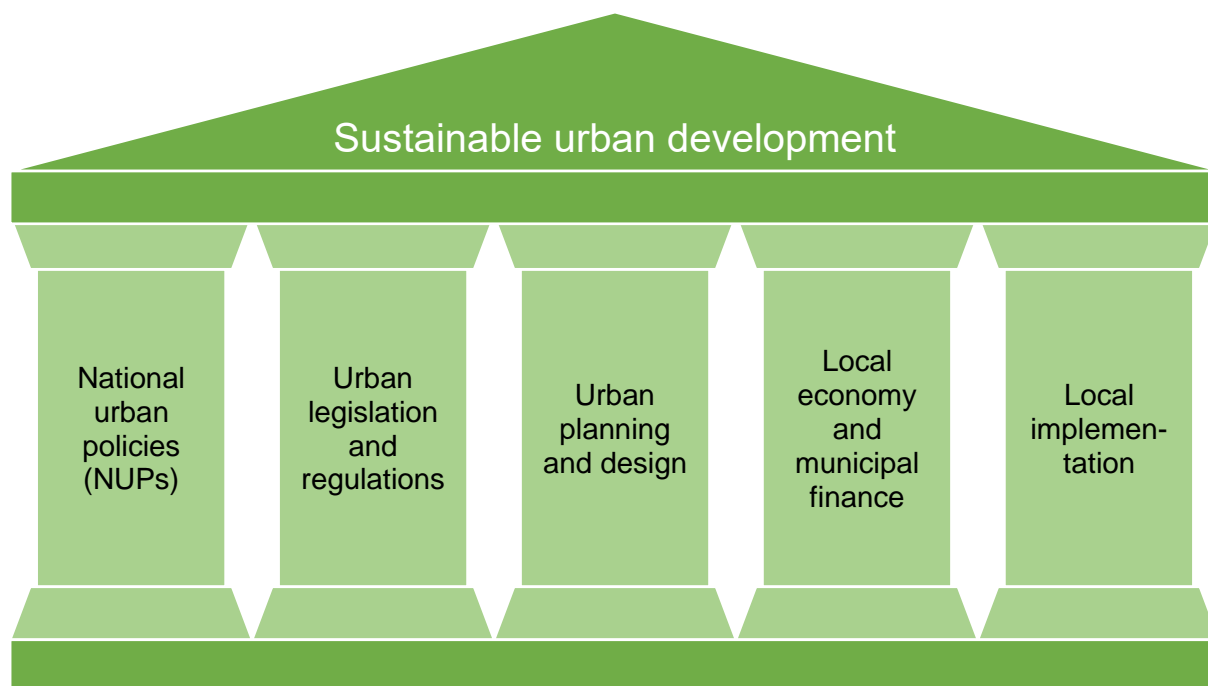 Sustainable urban development
National
urban
policies
(NUPs)
Urban
legislation
and
regulations
Urban
planning
and design
Local
economy
and
municipal
finance
Local
implemen-
tation